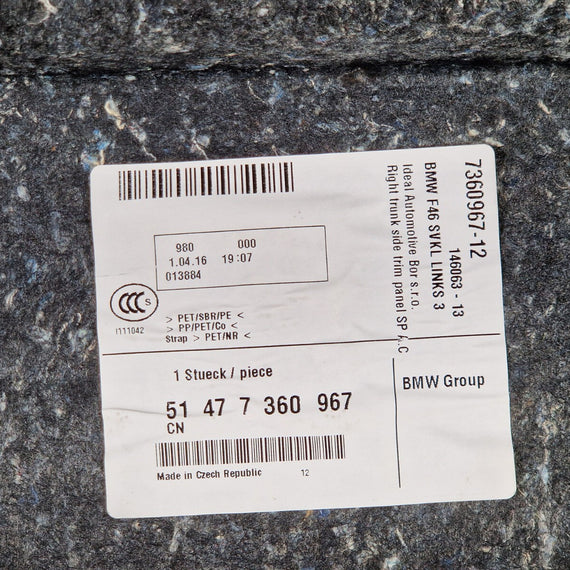 980 000
1.04.16 19:07
013884
CCC S
I111042
> PET/SBR/PE <
> PP/PET/Co <
Strap > PET/NR <
7360967-12
146063 - 13
BMW F46 SVKL LINKS 3
Ideal Automotive Bor s.r.o.
Right trunk side trim panel SP A.C
1 Stueck / piece
51 47 7 360 967
CN
Made in Czech Republic 12
BMW Group